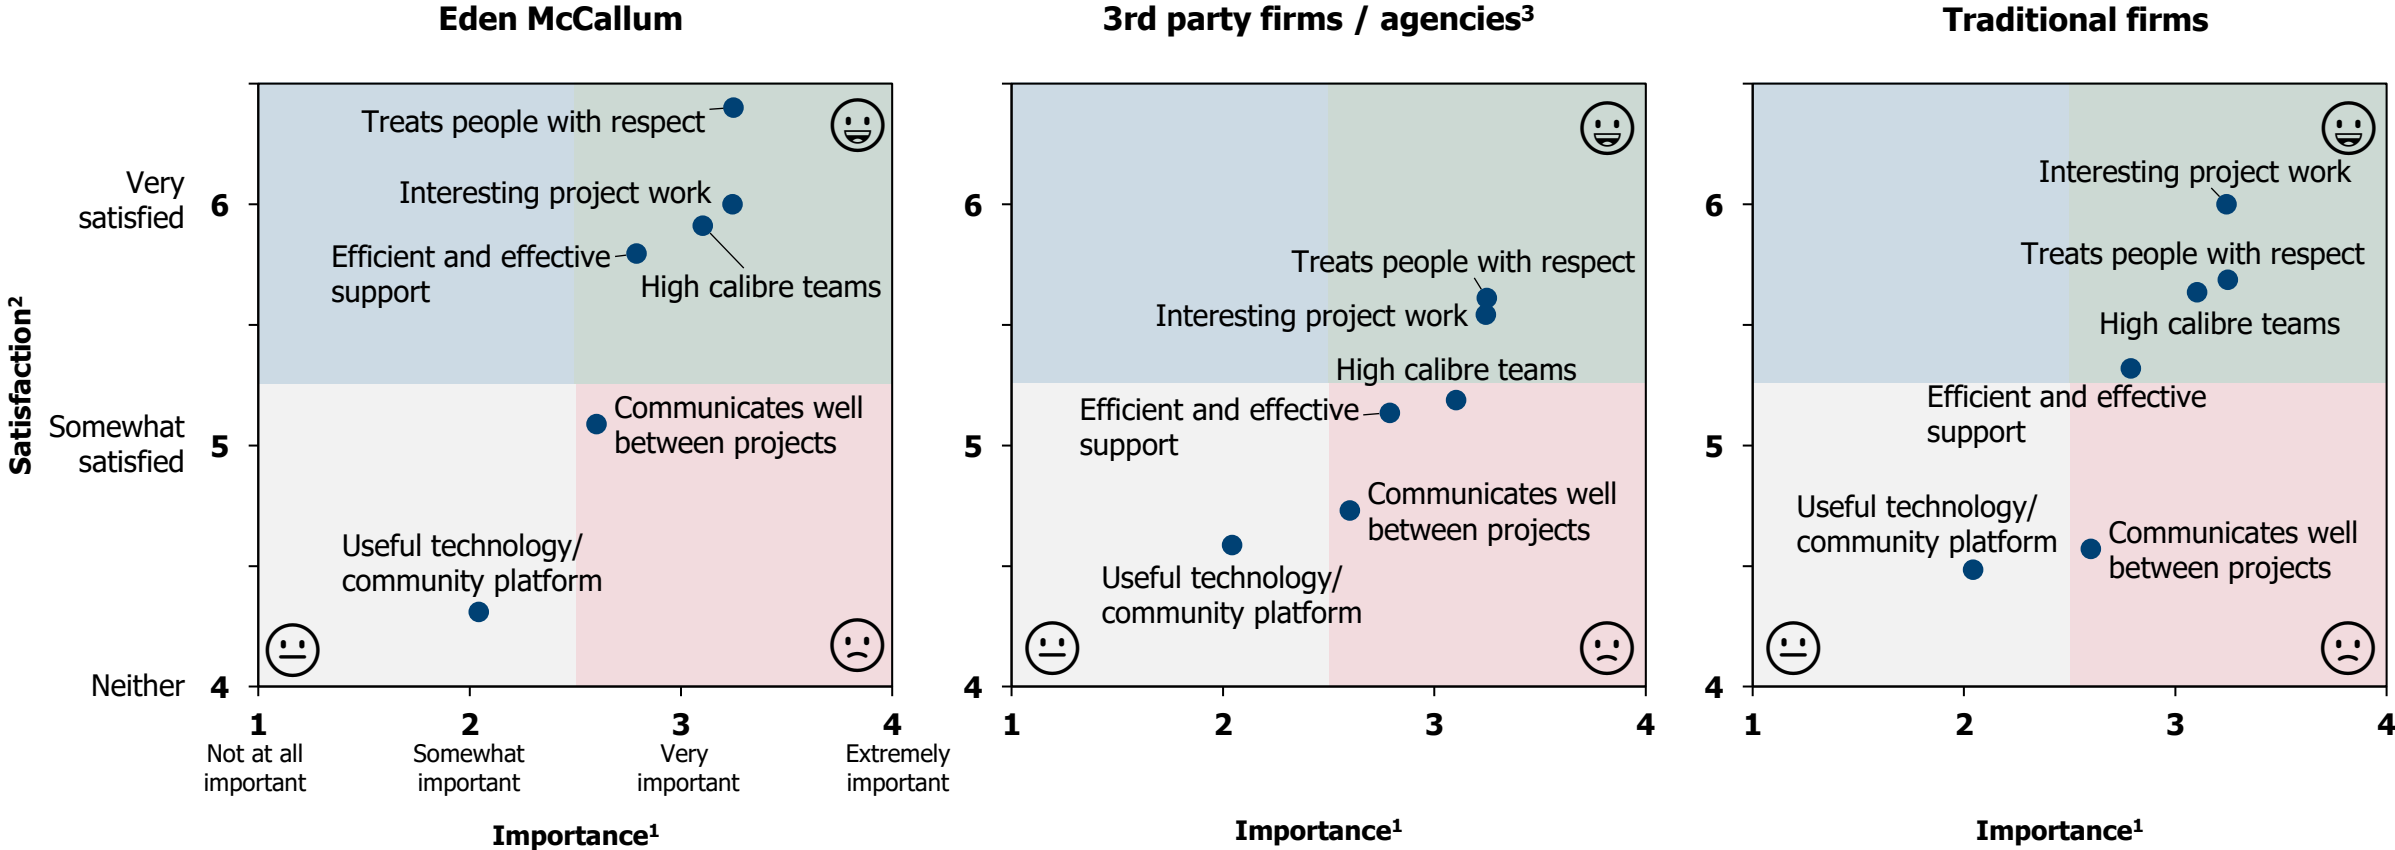 Eden McCallum
3rd party firms / agencies³
Traditional firms
Satisfaction²
Very
satisfied
Somewhat
satisfied
Neither
6
5
4
Treats people with respect
Interesting project work
Efficient and effective
support
High calibre teams
Communicates well
between projects
Useful technology/
community platform
1
2
3
4
Not at all
important
Somewhat
important
Very
important
Extremely
important
Importance¹
6
5
4
Treats people with respect
Interesting project work
High calibre teams
Efficient and effective
support
Communicates well
between projects
Useful technology/
community platform
1
2
3
4
Importance¹
6
5
4
Interesting project work
Treats people with respect
High calibre teams
Efficient and effective
support
Useful technology/
community platform
Communicates well
between projects
1
2
3
4
Importance¹